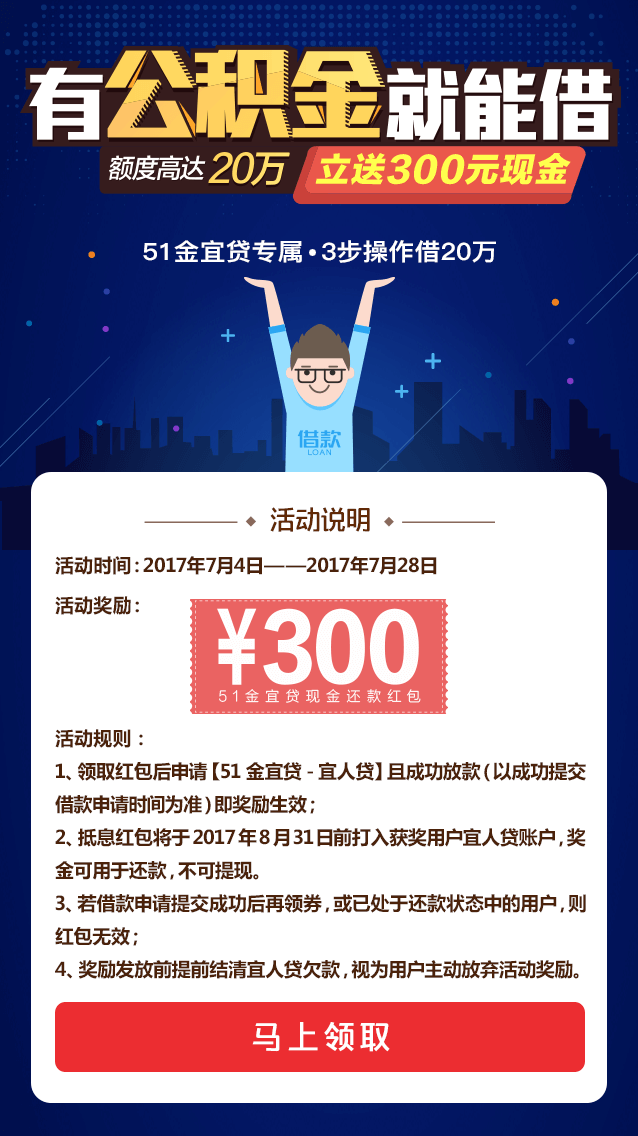 有公积金就能借
额度高达20万 立送300元现金
51金宜贷专属·3步操作借20万
借款
LOAN
活动说明
活动时间：2017年7月4日——2017年7月28日
活动奖励：
¥300
51金宜贷现金还款红包
活动规则：
1、领取红包后申请【51 金宜贷 - 宜人贷】且成功放款（以成功提交
借款申请时间为准）即奖励生效；
2、抵息红包将于2017年8月31日前打入获奖用户宜人贷账户，奖
金可用于还款，不可提现。
3、若借款申请提交成功后再领券，或已处于还款状态中的用户，则
红包无效；
4、奖励发放前提前结清宜人贷欠款，视为用户主动放弃活动奖励。
马上领取